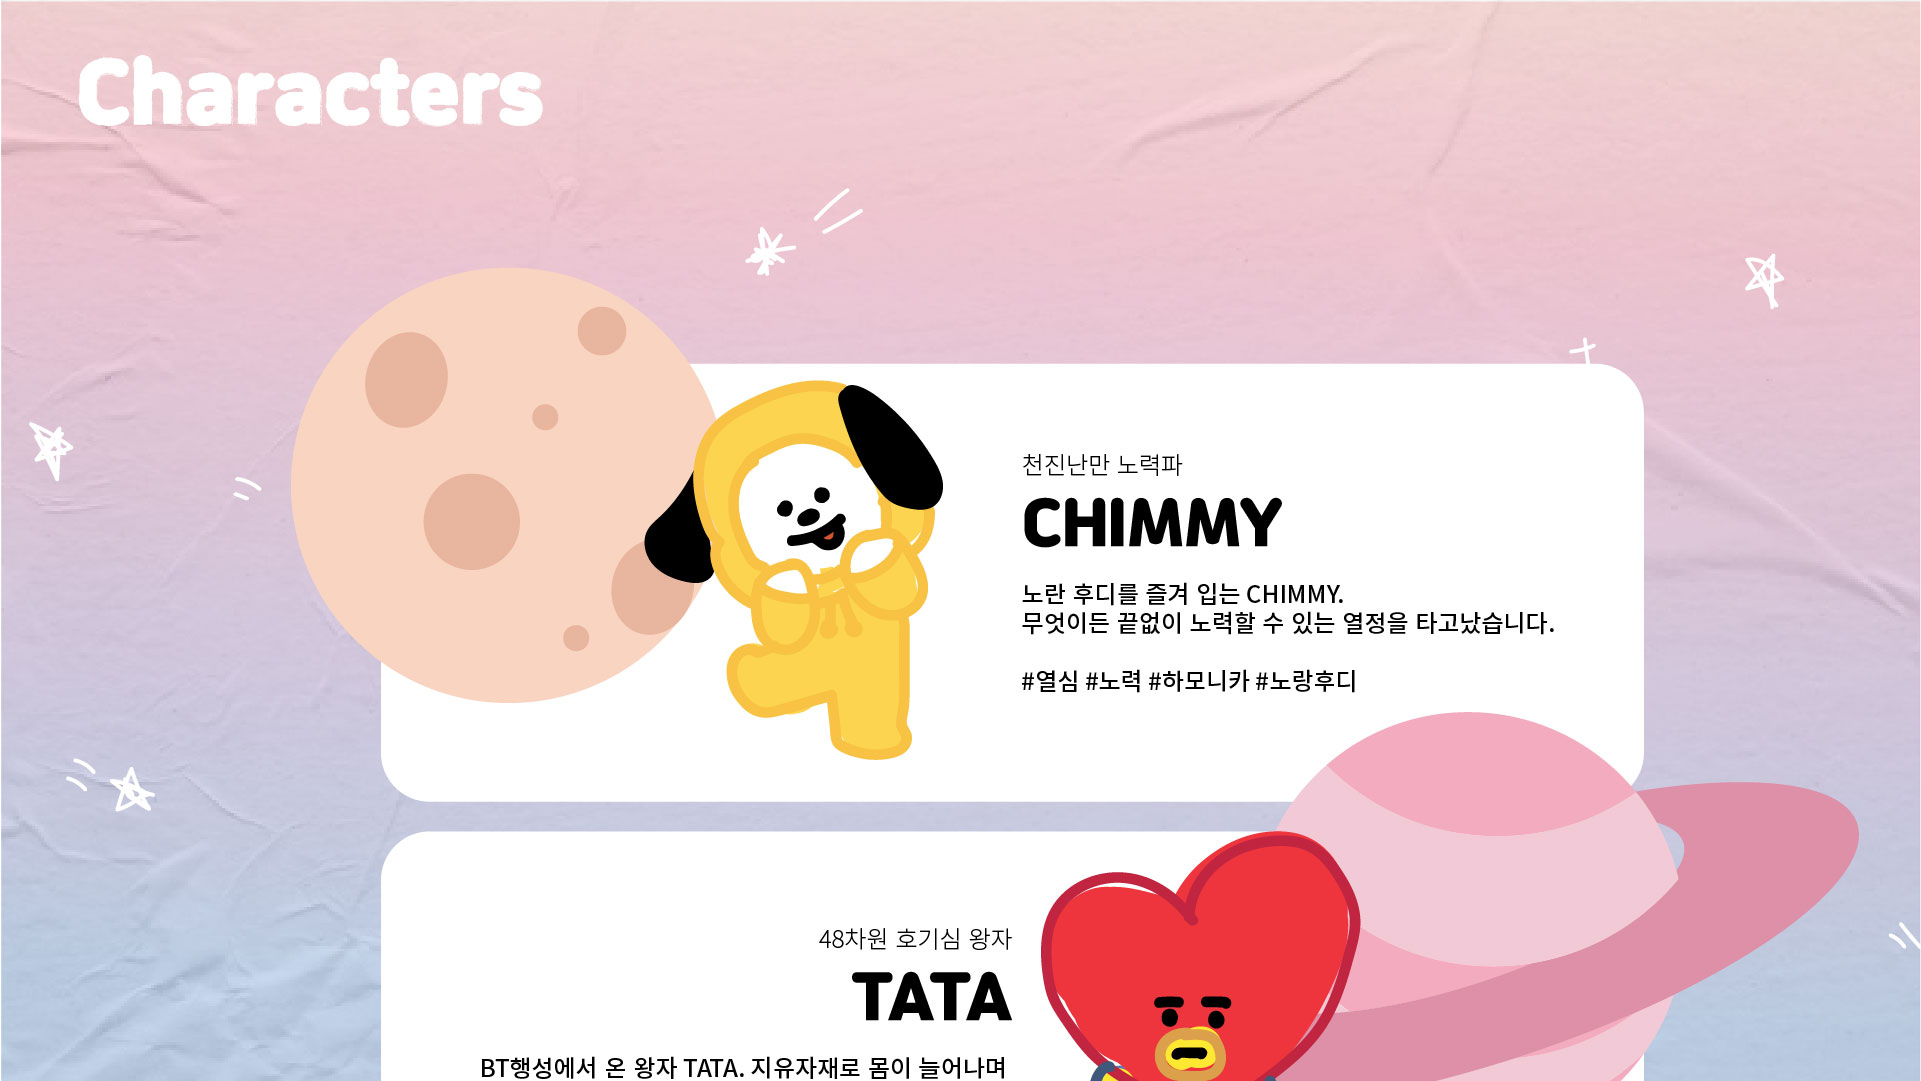 Characters
천진난만 노력파
CHIMMY
노란 후디를 즐겨 입는 CHIMMY.
무엇이든 끝없이 노력할 수 있는 열정을 타고났습니다.
#열심 #노력 #하모니카 #노랑후디
48차원 호기심 왕자
TATA
BT행성에서 온 왕자 TATA. 지유자재로 몸이 늘어나며